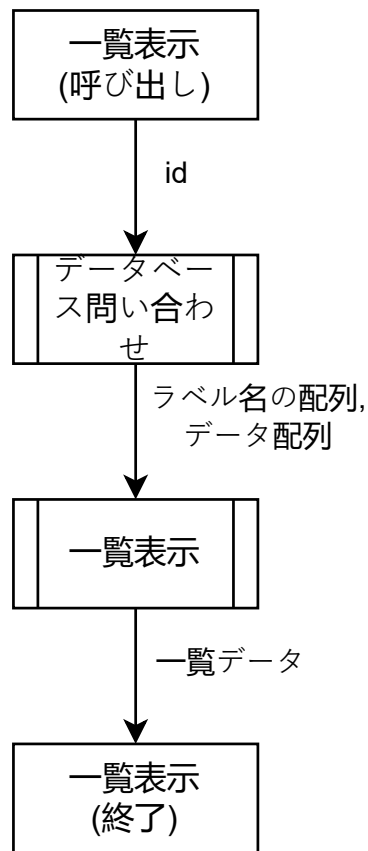 一覧表示
(呼び出し)
id
データベー
ス問い合わ
せ
ラベル名の配列,
データ配列
一覧表示
一覧データ
一覧表示
(終了)